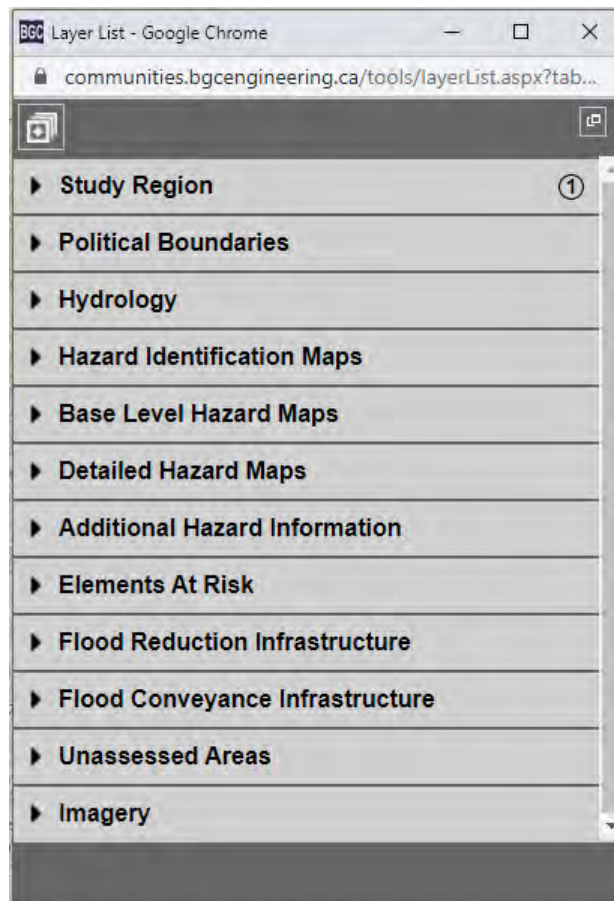 BGC Layer List - Google Chrome
communities.bgcengineering.ca/tools/layerList.aspx?tab...
Study Region ①
Political Boundaries
Hydrology
Hazard Identification Maps
Base Level Hazard Maps
Detailed Hazard Maps
Additional Hazard Information
Elements At Risk
Flood Reduction Infrastructure
Flood Conveyance Infrastructure
Unassessed Areas
Imagery